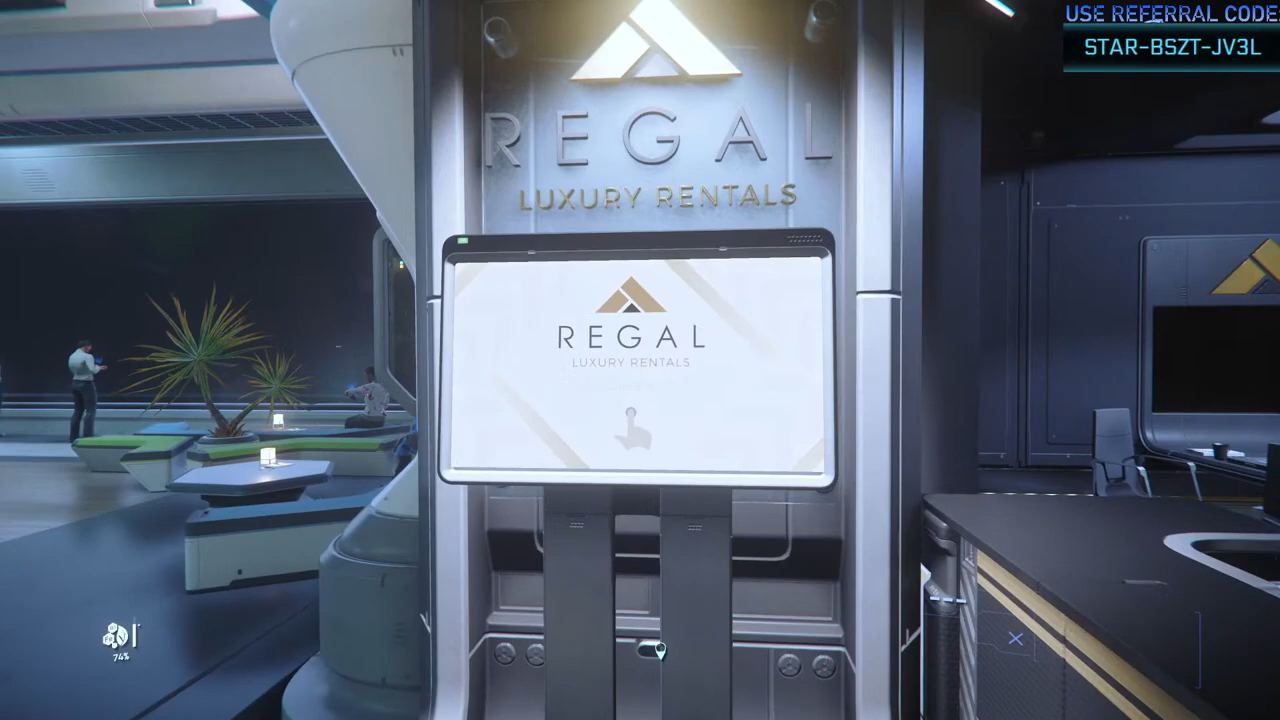 USE REFERRAL CODE:
STAR-BSZT-JV3L
REGAL
LUXURY RENTALS
REGAL
LUXURY RENTALS
74%